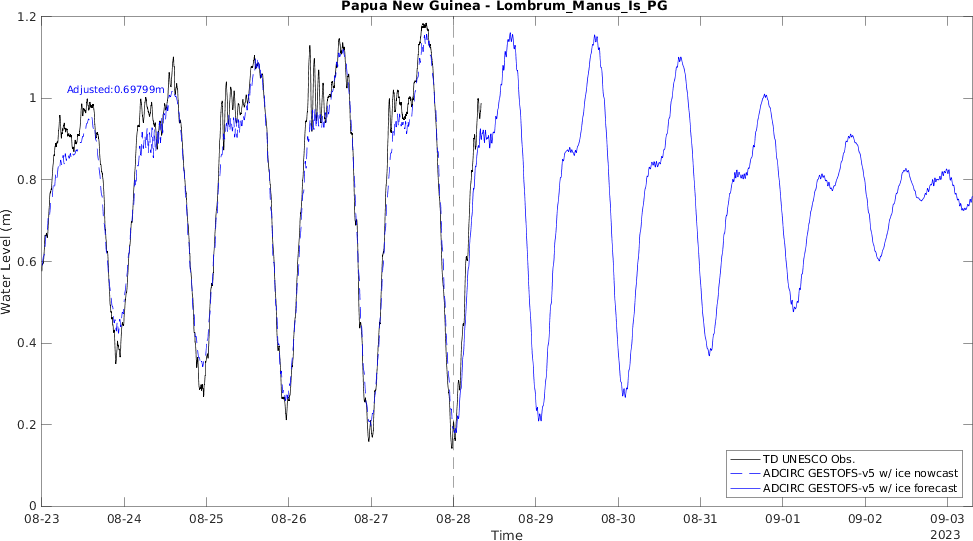 Papua New Guinea - Lombrum_Manus_Is_PG
1.2
1
0.8
0.6
0.4
0.2
0
Water Level (m)
Adjusted:0.69799m
TD UNESCO Obs.
ADCIRC GESTOFS-v5 w/ ice nowcast
ADCIRC GESTOFS-v5 w/ ice forecast
08-23 08-24 08-25 08-26 08-27 08-28 08-29 08-30 08-31 09-01 09-02 09-03
2023
Time